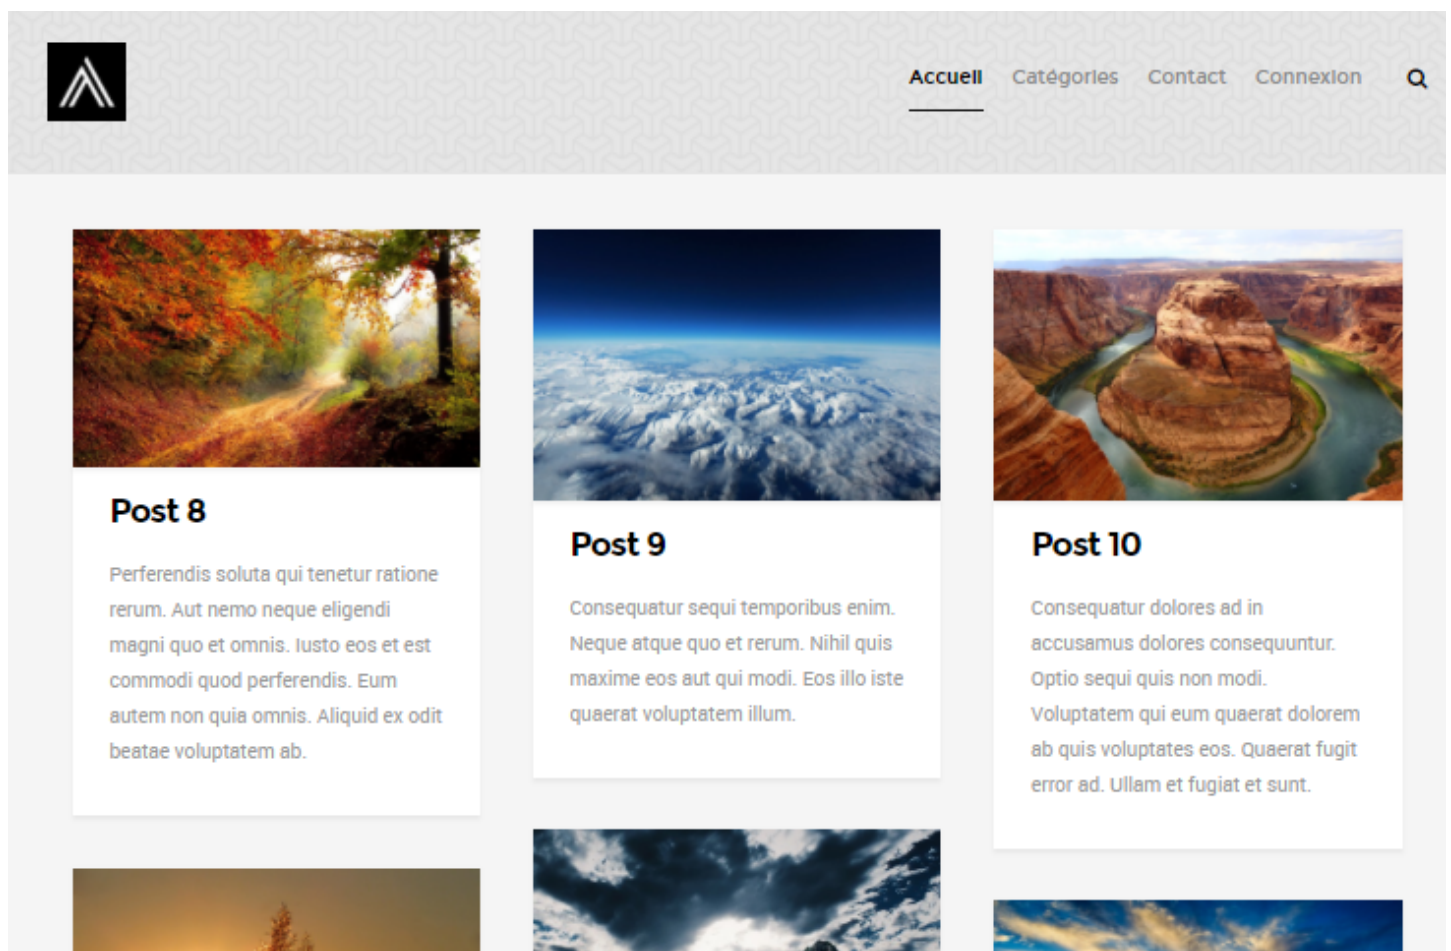 Accueil Catégories Contact Connexion
Post 8
Perferendis soluta qui tenetur ratione
rerum. Aut nemo neque eligendi
magni quo et omnis. Iusto eos et est
commodi quod perferendis. Eum
autem non quia omnis. Aliquid ex odit
beatae voluptatem ab.
Post 9
Consequatur sequi temporibus enim.
Neque atque quo et rerum. Nihil quis
maxime eos aut qui modi. Eos illo iste
quaerat voluptatem illum.
Post 10
Consequatur dolores ad in
accusamus dolores consequuntur.
Optio sequi quis non modi.
Voluptatem qui eum quaerat dolorem
ab quis voluptates eos. Quaerat fugit
error ad. Ullam et fugiat et sunt.